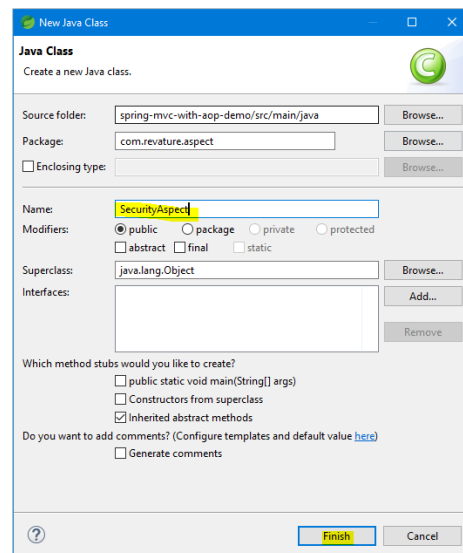 New Java Class
Java Class
Create a new Java class.
Source folder: spring-mvc-with-aop-demo/src/main/java Browse...
Package: com.revature.aspect Browse...
Enclosing type: Browse...
Name: SecurityAspect
Modifiers: public package private protected
abstract final static
Superclass: java.lang.Object Browse...
Interfaces: Add...
Remove
Which method stubs would you like to create?
public static void main(String[] args)
Constructors from superclass
Inherited abstract methods
Do you want to add comments? (Configure templates and default value here)
Generate comments
? Finish Cancel